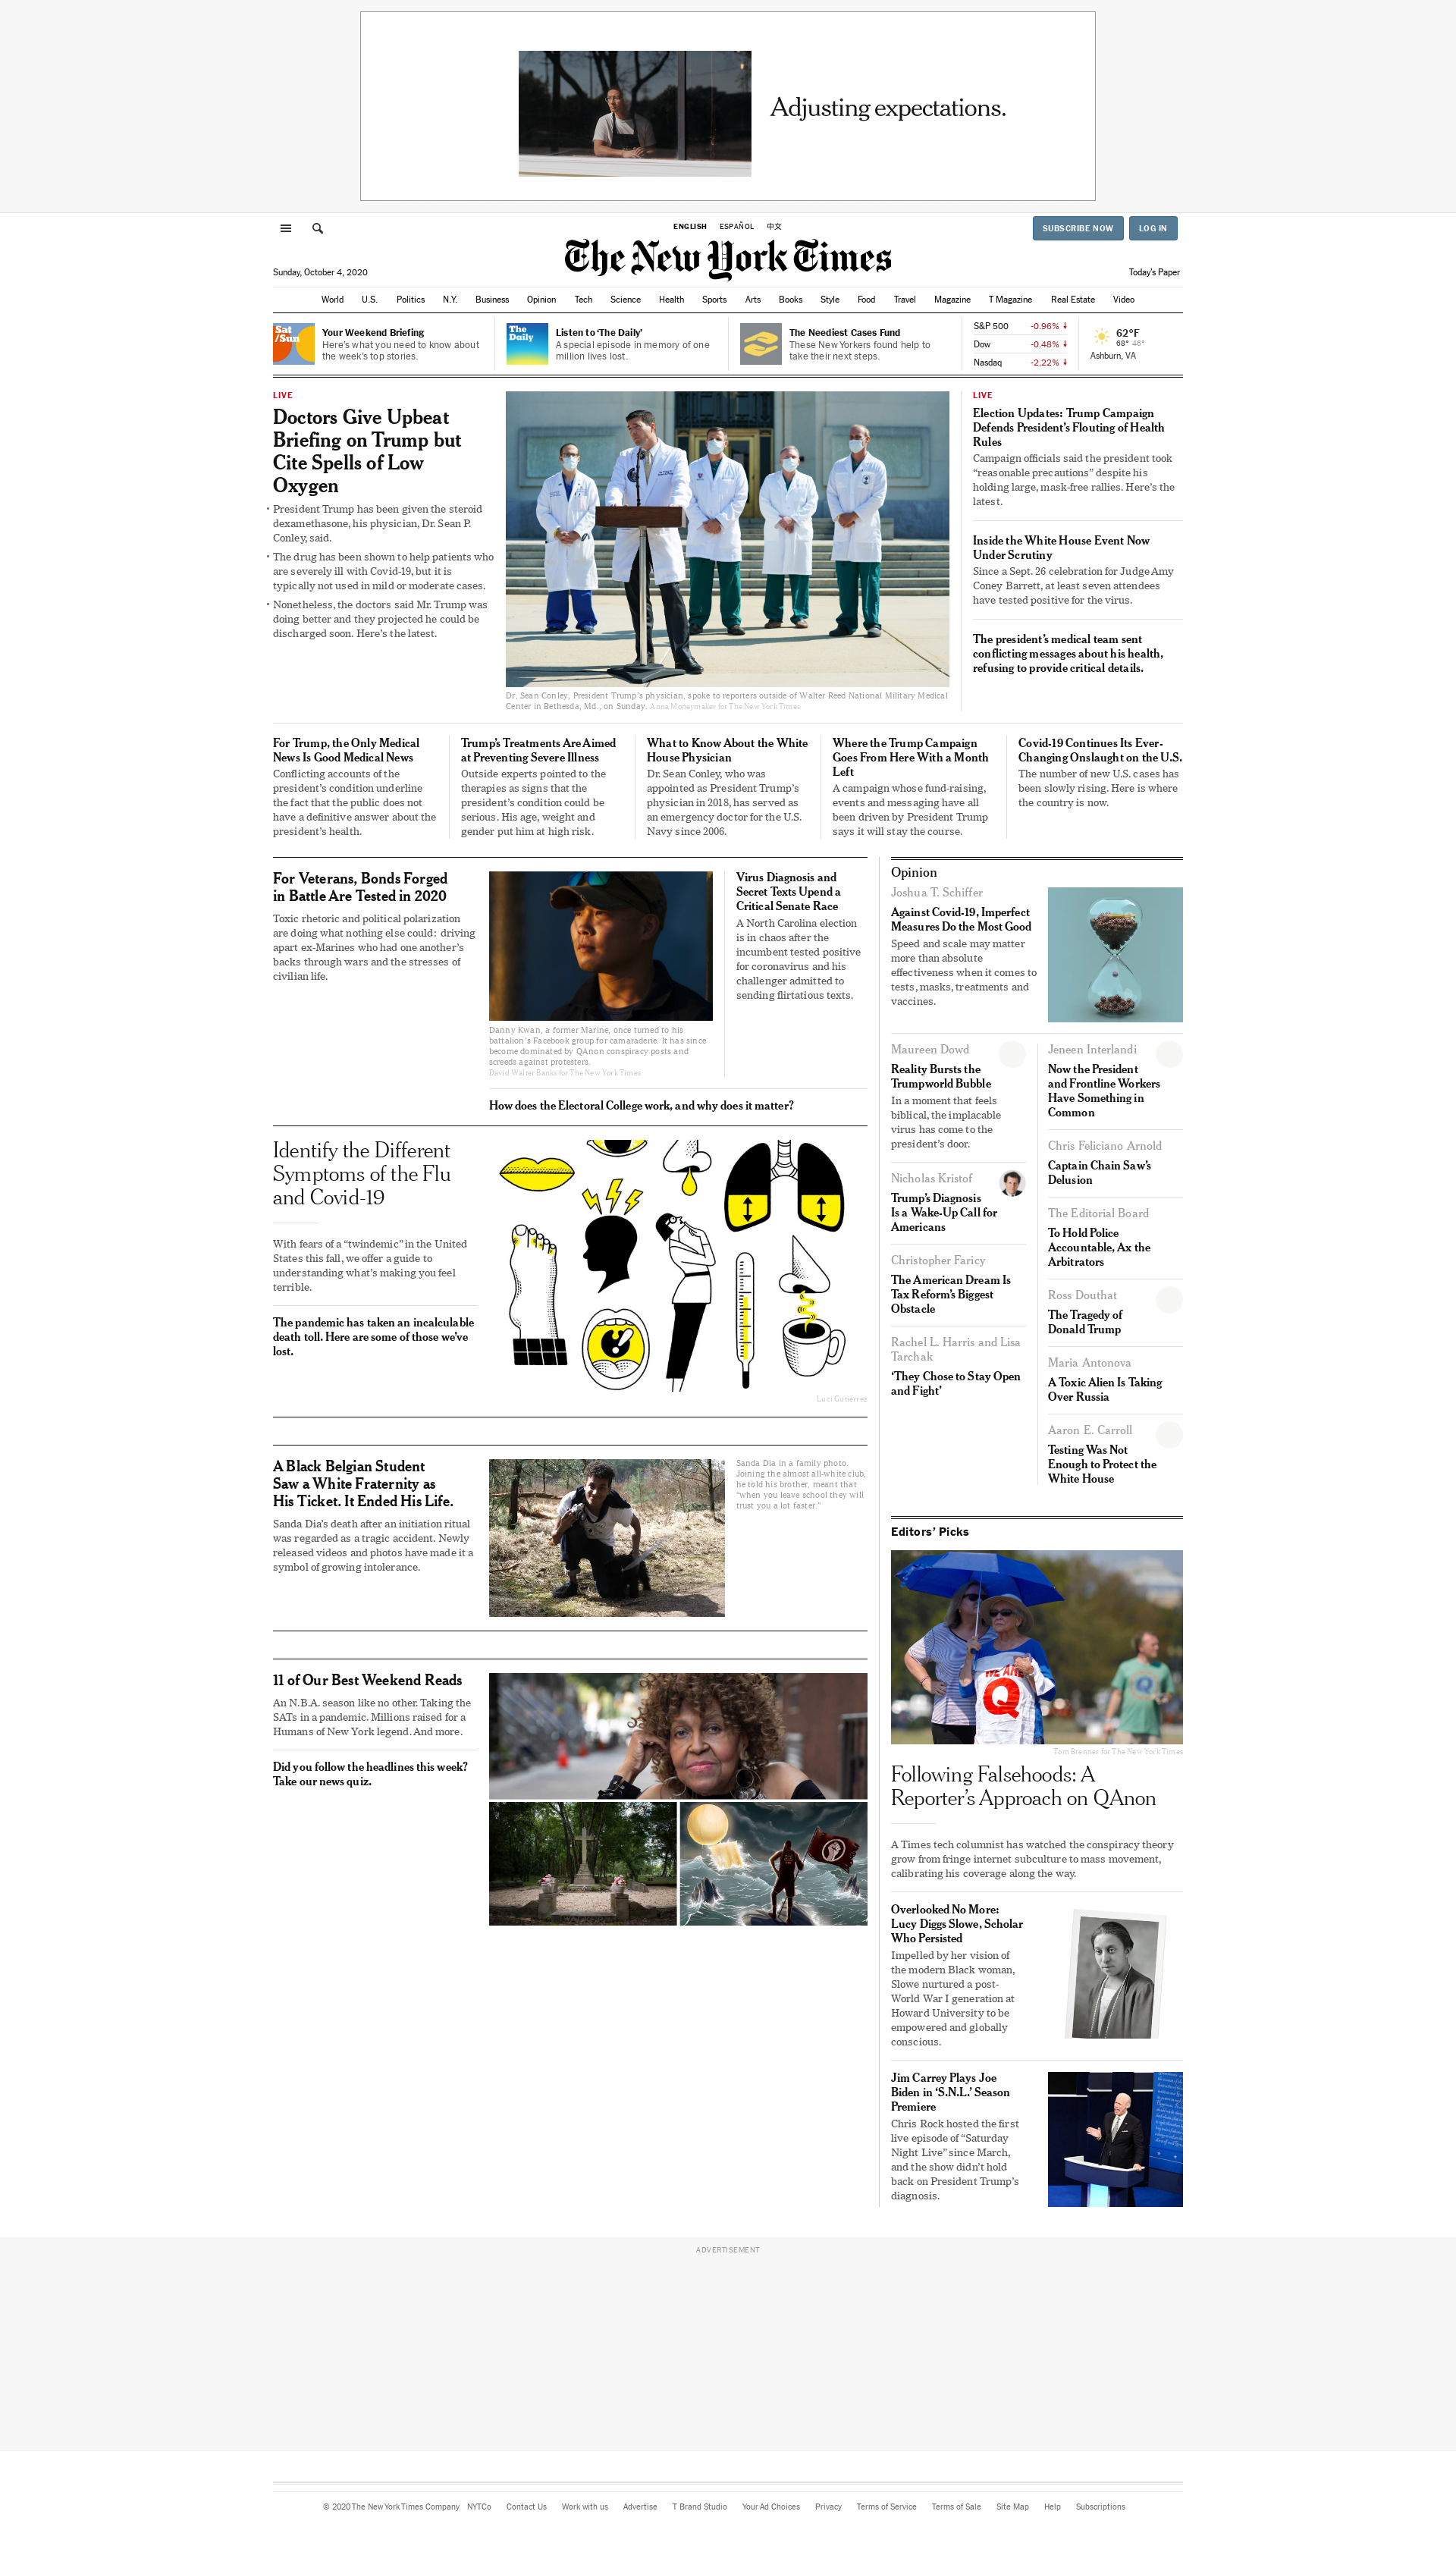 Adjusting expectations.
ENGLISH ESPAÑOL 中文
SUBSCRIBE NOW LOG IN
The New York Times
Sunday, October 4, 2020
Today's Paper
World U.S. Politics N.Y. Business Opinion Tech Science Health Sports Arts Books Style Food Travel Magazine T Magazine Real Estate Video
Sat
/Sun
Your Weekend Briefing
Here's what you need to know about
the week's top stories.
The
Daily
Listen to 'The Daily'
A special episode in memory of one
million lives lost.
The Neediest Cases Fund
These New Yorkers found help to
take their next steps.
S&P 500 -0.96%
Dow -0.48%
Nasdaq -2.22%
62°F
68° 46°
Ashburn, VA
LIVE
Doctors Give Upbeat
Briefing on Trump but
Cite Spells of Low
Oxygen
• President Trump has been given the steroid
dexamethasone, his physician, Dr. Sean P.
Conley, said.
• The drug has been shown to help patients who
are severely ill with Covid-19, but it is
typically not used in mild or moderate cases.
• Nonetheless, the doctors said Mr. Trump was
doing better and they projected he could be
discharged soon. Here's the latest.
Dr. Sean Conley, President Trump's physician, spoke to reporters outside of Walter Reed National Military Medical
Center in Bethesda, Md., on Sunday. Anna Moneymaker for The New York Times
LIVE
Election Updates: Trump Campaign
Defends President's Flouting of Health
Rules
Campaign officials said the president took
“reasonable precautions” despite his
holding large, mask-free rallies. Here's the
latest.
Inside the White House Event Now
Under Scrutiny
Since a Sept. 26 celebration for Judge Amy
Coney Barrett, at least seven attendees
have tested positive for the virus.
The president's medical team sent
conflicting messages about his health,
refusing to provide critical details.
For Trump, the Only Medical
News Is Good Medical News
Conflicting accounts of the
president's condition underline
the fact that the public does not
have a definitive answer about the
president's health.
Trump's Treatments Are Aimed
at Preventing Severe Illness
Outside experts pointed to the
therapies as signs that the
president's condition could be
serious. His age, weight and
gender put him at high risk.
What to Know About the White
House Physician
Dr. Sean Conley, who was
appointed as President Trump's
physician in 2018, has served as
an emergency doctor for the U.S.
Navy since 2006.
Where the Trump Campaign
Goes From Here With a Month
Left
A campaign whose fund-raising,
events and messaging have all
been driven by President Trump
says it will stay the course.
Covid-19 Continues Its Ever-
Changing Onslaught on the U.S.
The number of new U.S. cases has
been slowly rising. Here is where
the country is now.
For Veterans, Bonds Forged
in Battle Are Tested in 2020
Toxic rhetoric and political polarization
are doing what nothing else could: driving
apart ex-Marines who had one another's
backs through wars and the stresses of
civilian life.
Danny Kwan, a former Marine, once turned to his
battalion's Facebook group for camaraderie. It has since
become dominated by QAnon conspiracy posts and
screeds against protesters.
David Walter Banks for The New York Times
Virus Diagnosis and
Secret Texts Upend a
Critical Senate Race
A North Carolina election
is in chaos after the
incumbent tested positive
for coronavirus and his
challenger admitted to
sending flirtatious texts.
How does the Electoral College work, and why does it matter?
Identify the Different
Symptoms of the Flu
and Covid-19
With fears of a “twindemic” in the United
States this fall, we offer a guide to
understanding what's making you feel
terrible.
The pandemic has taken an incalculable
death toll. Here are some of those we've
lost.
Luci Gutiérrez
A Black Belgian Student
Saw a White Fraternity as
His Ticket. It Ended His Life.
Sanda Dia's death after an initiation ritual
was regarded as a tragic accident. Newly
released videos and photos have made it a
symbol of growing intolerance.
Sanda Dia in a family photo.
Joining the almost all-white club,
he told his brother, meant that
“when you leave school they will
trust you a lot faster.”
11 of Our Best Weekend Reads
An N.B.A. season like no other. Taking the
SATs in a pandemic. Millions raised for a
Humans of New York legend. And more.
Did you follow the headlines this week?
Take our news quiz.
Opinion
Joshua T. Schiffer
Against Covid-19, Imperfect
Measures Do the Most Good
Speed and scale may matter
more than absolute
effectiveness when it comes to
tests, masks, treatments and
vaccines.
Maureen Dowd
Reality Bursts the
Trumpworld Bubble
In a moment that feels
biblical, the implacable
virus has come to the
president's door.
Nicholas Kristof
Trump's Diagnosis
Is a Wake-Up Call for
Americans
Christopher Faricy
The American Dream Is
Tax Reform's Biggest
Obstacle
Rachel L. Harris and Lisa
Tarchak
‘They Chose to Stay Open
and Fight’
Jeneen Interlandi
Now the President
and Frontline Workers
Have Something in
Common
Chris Feliciano Arnold
Captain Chain Saw's
Delusion
The Editorial Board
To Hold Police
Accountable, Ax the
Arbitrators
Ross Douthat
The Tragedy of
Donald Trump
Maria Antonova
A Toxic Alien Is Taking
Over Russia
Aaron E. Carroll
Testing Was Not
Enough to Protect the
White House
Editors' Picks
WE ARE
Q
Tom Brenner for The New York Times
Following Falsehoods: A
Reporter's Approach on QAnon
A Times tech columnist has watched the conspiracy theory
grow from fringe internet subculture to mass movement,
calibrating his coverage along the way.
Overlooked No More:
Lucy Diggs Slowe, Scholar
Who Persisted
Impelled by her vision of
the modern Black woman,
Slowe nurtured a post-
World War I generation at
Howard University to be
empowered and globally
conscious.
Jim Carrey Plays Joe
Biden in ‘S.N.L.’ Season
Premiere
Chris Rock hosted the first
live episode of “Saturday
Night Live” since March,
and the show didn't hold
back on President Trump's
diagnosis.
ADVERTISEMENT
© 2020 The New York Times Company NYTCo Contact Us Work with us Advertise T Brand Studio Your Ad Choices Privacy Terms of Service Terms of Sale Site Map Help Subscriptions